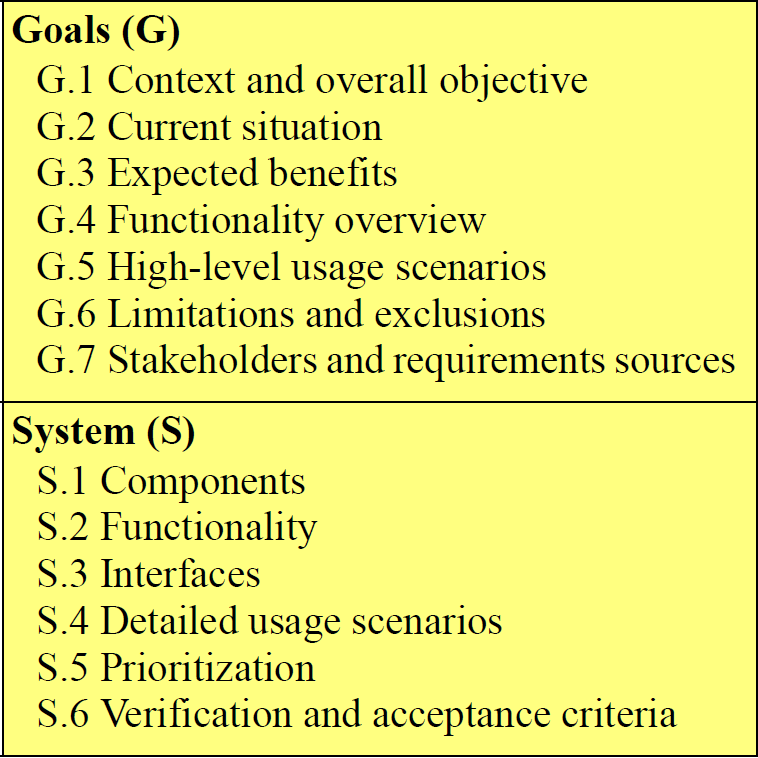 Goals (G)
G.1 Context and overall objective
G.2 Current situation
G.3 Expected benefits
G.4 Functionality overview
G.5 High-level usage scenarios
G.6 Limitations and exclusions
G.7 Stakeholders and requirements sources
System (S)
S.1 Components
S.2 Functionality
S.3 Interfaces
S.4 Detailed usage scenarios
S.5 Prioritization
S.6 Verification and acceptance criteria